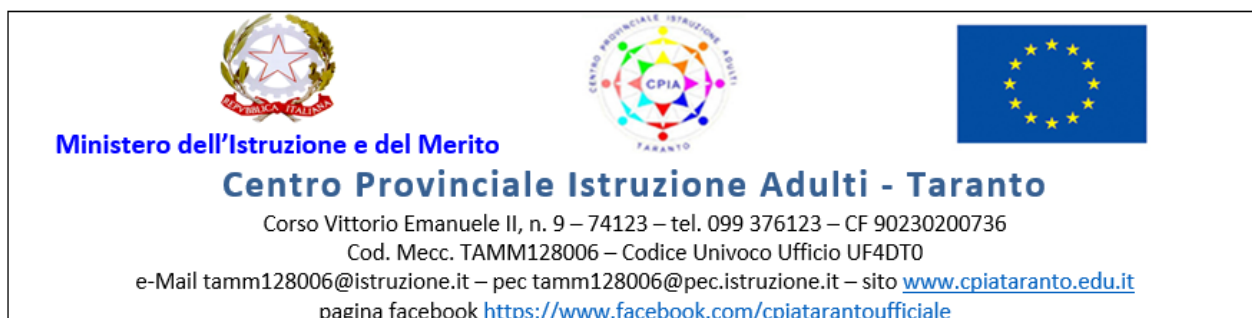 REPVBBLICA ITALIANA
CENTRO PROVINCIALE ISTRUZIONE ADULTI
CPIA
TARANTO
Ministero dell’Istruzione e del Merito
Centro Provinciale Istruzione Adulti - Taranto
Corso Vittorio Emanuele II, n. 9 – 74123 – tel. 099 376123 – CF 90230200736
Cod. Mecc. TAMM128006 – Codice Univoco Ufficio UF4DT0
e-Mail tamm128006@istruzione.it – pec tamm128006@pec.istruzione.it – sito www.cpiataranto.edu.it
pagina facebook https://www.facebook.com/cpiatarantoufficiale